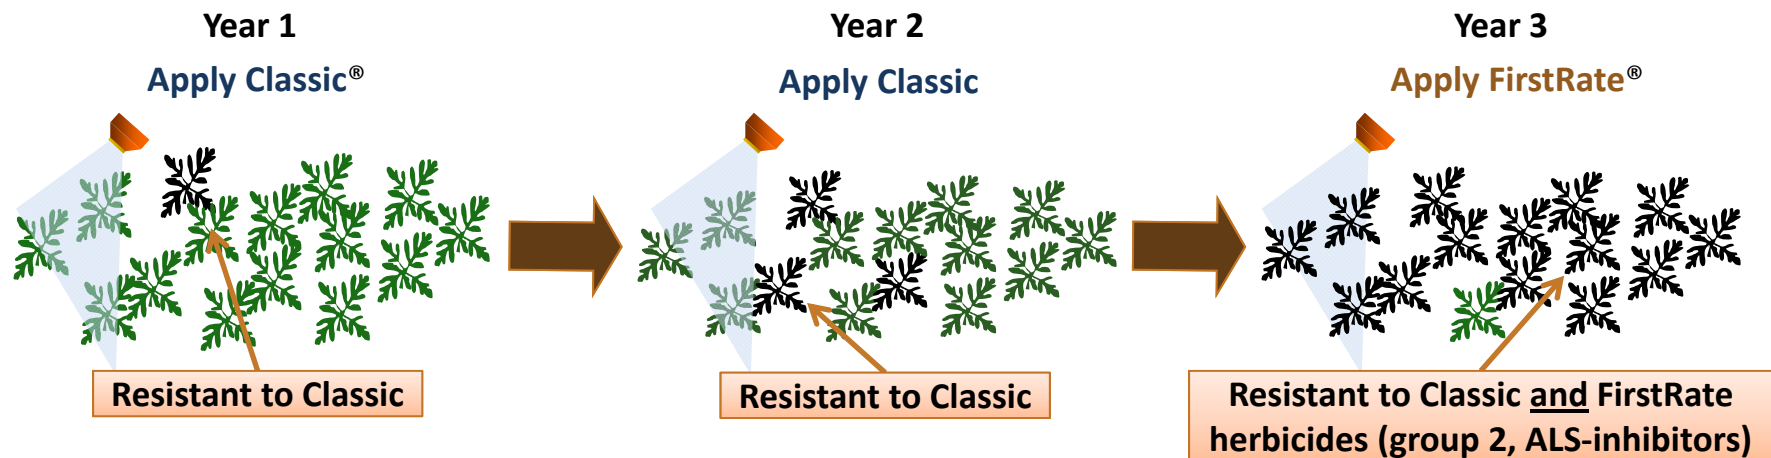 Year 1
Apply Classic®
Resistant to Classic
Year 2
Apply Classic
Resistant to Classic
Year 3
Apply FirstRate®
Resistant to Classic and FirstRate
herbicides (group 2, ALS-inhibitors)